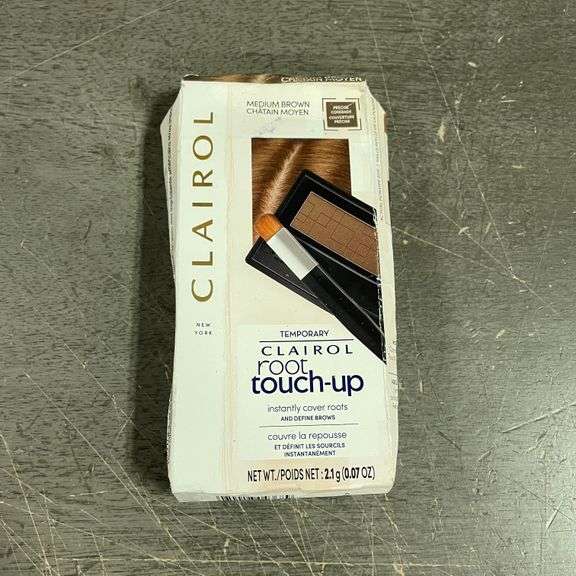 CHÂTAIN MOYEN
MEDIUM BROWN
CHÂTAIN MOYEN
PRECISE
COVERAGE
COUVERTURE
PRÉCISE
CLAIROL
NEW
YORK
TEMPORARY
CLAIROL
root
touch-up
instantly cover roots
AND DEFINE BROWS
couvre la repousse
ET DÉFINIT LES SOURCILS
INSTANTANÉMENT
NET WT./POIDS NET : 2.1 g (0.07 OZ)